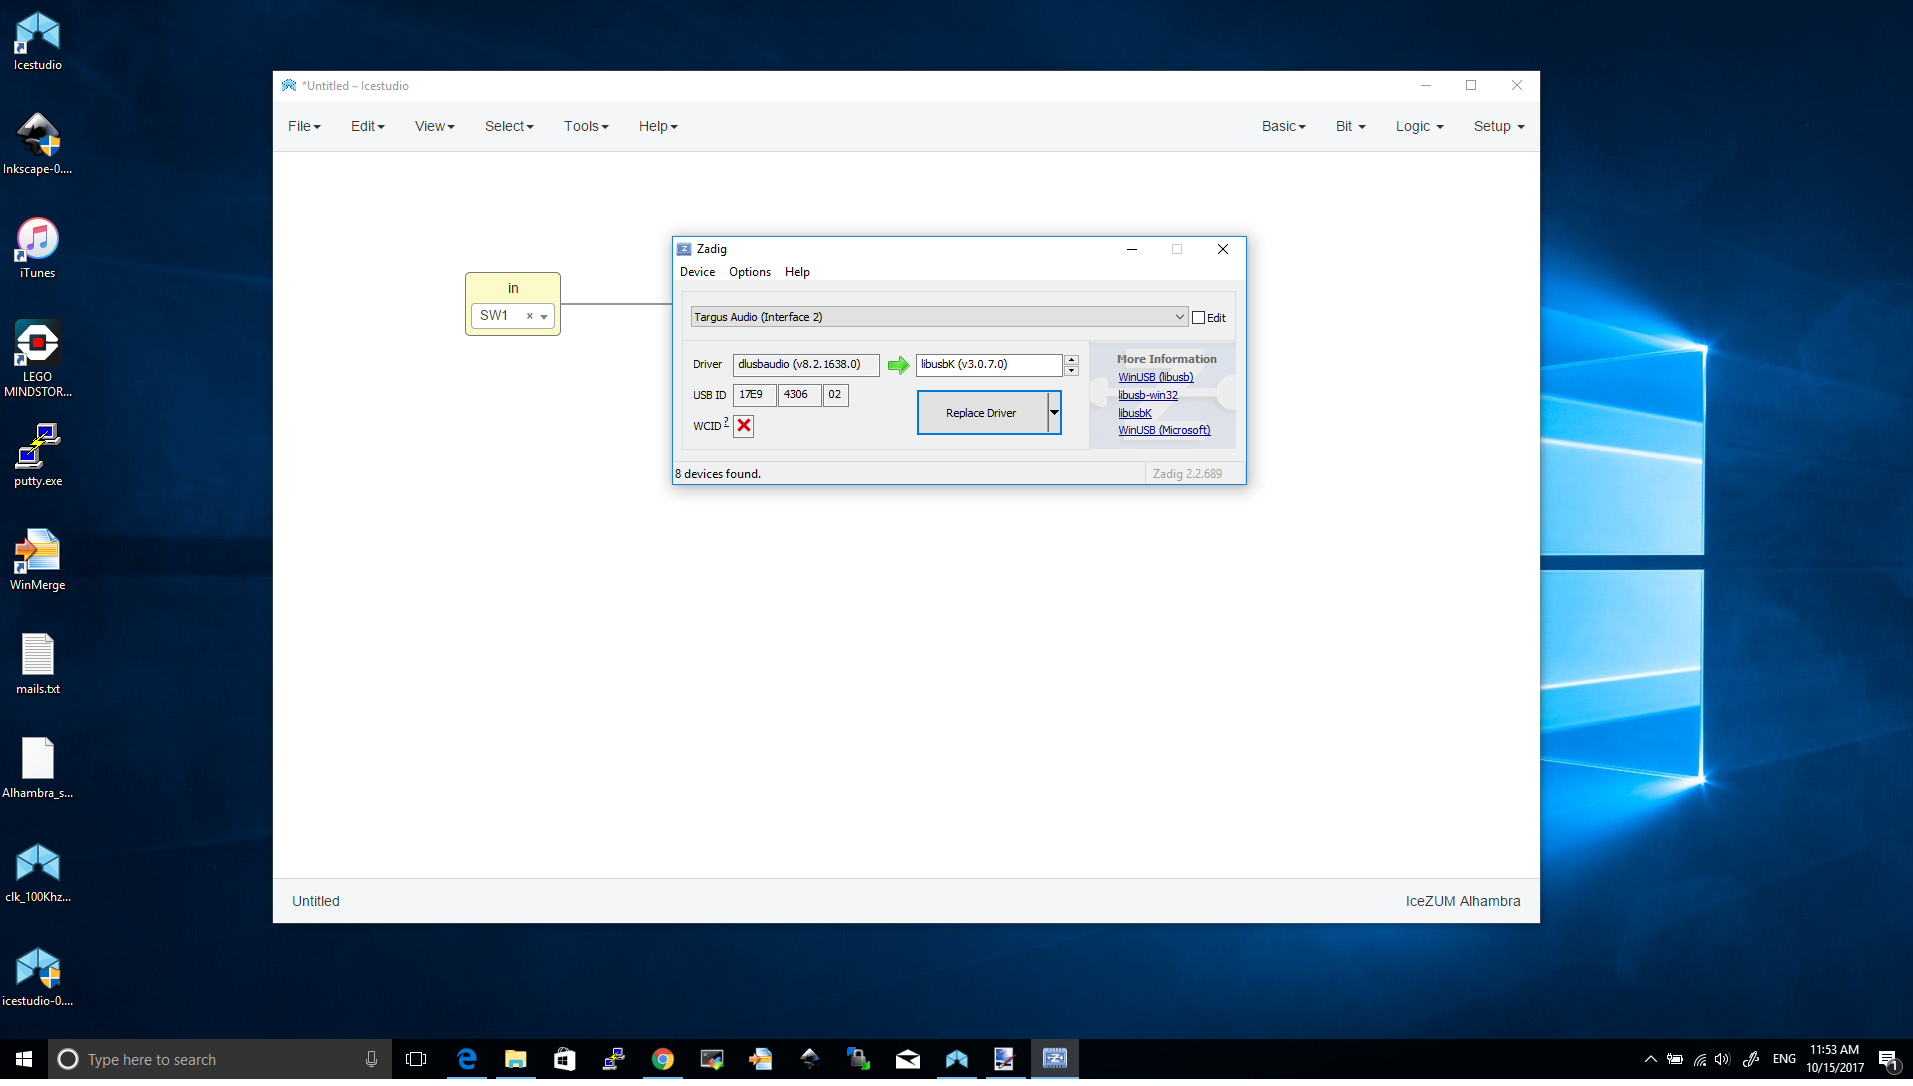 Icestudio
Inkscape-0....
iTunes
LEGO
MINDSTOR...
putty.exe
WinMerge
mails.txt
Alhambra_s...
clk_100Khz...
icestudio-0....
*Untitled – Icestudio
File Edit View Select Tools Help Basic Bit Logic Setup
in
SW1 ×
Zadig
Device Options Help
Targus Audio (Interface 2) Edit
Driver dlusbaudio (v8.2.1638.0) libusbK (v3.0.7.0)
USB ID 17E9 4306 02
WCID ?
Replace Driver
More Information
WinUSB (libusb)
libusb-win32
libusbK
WinUSB (Microsoft)
8 devices found. Zadig 2.2.689
Untitled IceZUM Alhambra
Type here to search
ENG
11:53 AM
10/15/2017
1